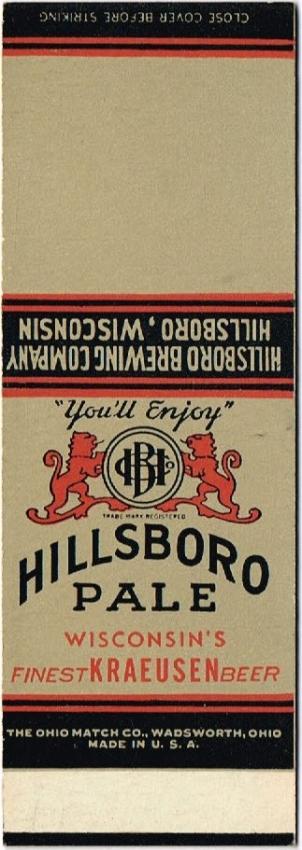 CLOSE COVER BEFORE STRIKING
HILLSBORO BREWING COMPANY
HILLSBORO, WISCONSIN
"You'll Enjoy"
HBCo
TRADE MARK REGISTERED
HILLSBORO
PALE
WISCONSIN'S
FINEST KRAEUSEN BEER
THE OHIO MATCH CO., WADSWORTH, OHIO
MADE IN U. S. A.